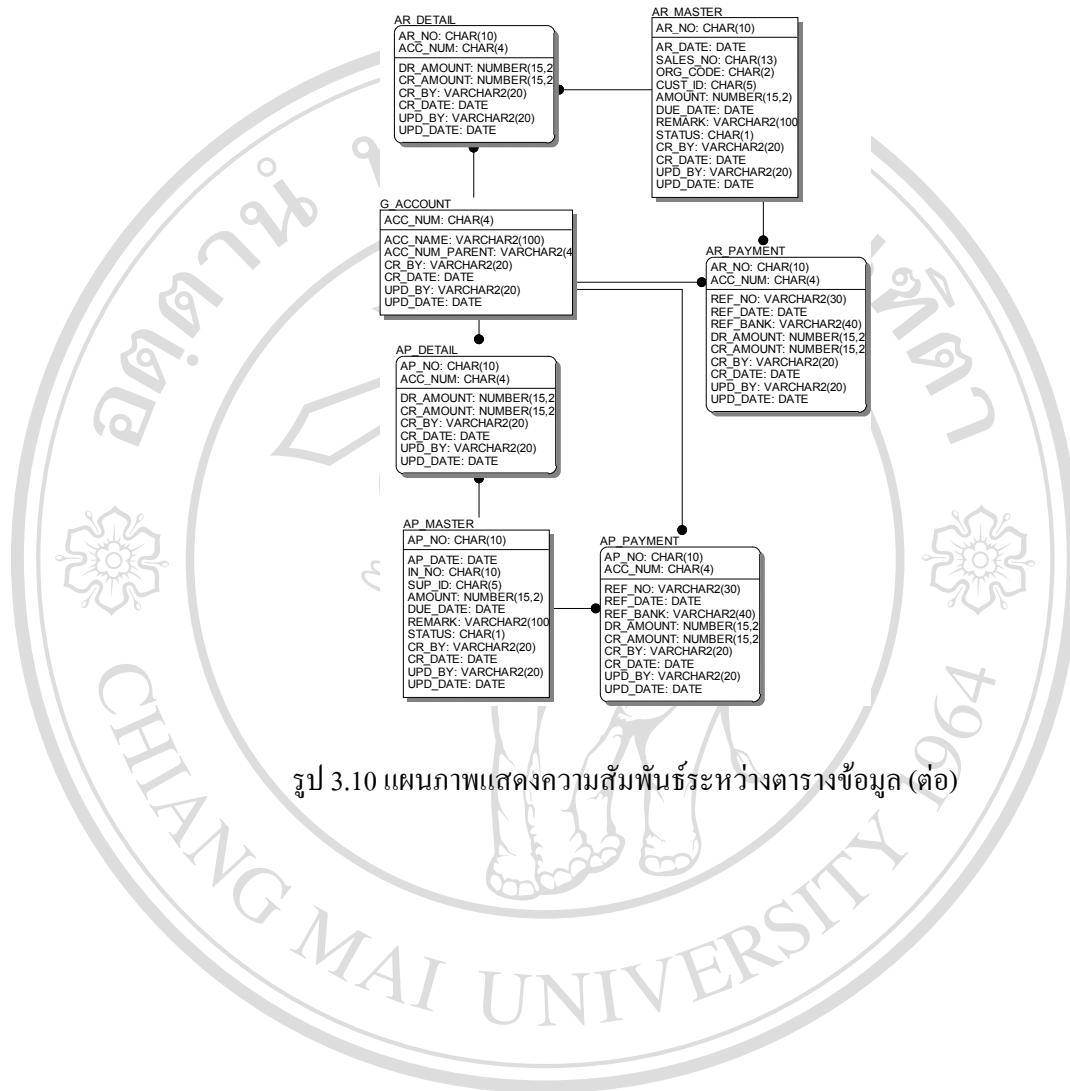 AR_DETAIL
AR_NO: CHAR(10)
ACC_NUM: CHAR(4)
DR_AMOUNT: NUMBER(15,2
CR_AMOUNT: NUMBER(15,2
CR_BY: VARCHAR2(20)
CR_DATE: DATE
UPD_BY: VARCHAR2(20)
UPD_DATE: DATE
AR_MASTER
AR_NO: CHAR(10)
AR_DATE: DATE
SALES_NO: CHAR(13)
ORG_CODE: CHAR(2)
CUST_ID: CHAR(5)
AMOUNT: NUMBER(15,2)
DUE_DATE: DATE
REMARK: VARCHAR2(100
STATUS: CHAR(1)
CR_BY: VARCHAR2(20)
CR_DATE: DATE
UPD_BY: VARCHAR2(20)
UPD_DATE: DATE
G_ACCOUNT
ACC_NUM: CHAR(4)
ACC_NAME: VARCHAR2(100)
ACC_NUM_PARENT: VARCHAR2(4
CR_BY: VARCHAR2(20)
CR_DATE: DATE
UPD_BY: VARCHAR2(20)
UPD_DATE: DATE
AR_PAYMENT
AR_NO: CHAR(10)
ACC_NUM: CHAR(4)
REF_NO: VARCHAR2(30)
REF_DATE: DATE
REF_BANK: VARCHAR2(40)
DR_AMOUNT: NUMBER(15,2
CR_AMOUNT: NUMBER(15,2
CR_BY: VARCHAR2(20)
CR_DATE: DATE
UPD_BY: VARCHAR2(20)
UPD_DATE: DATE
AP_DETAIL
AP_NO: CHAR(10)
ACC_NUM: CHAR(4)
DR_AMOUNT: NUMBER(15,2
CR_AMOUNT: NUMBER(15,2
CR_BY: VARCHAR2(20)
CR_DATE: DATE
UPD_BY: VARCHAR2(20)
UPD_DATE: DATE
AP_MASTER
AP_NO: CHAR(10)
AP_DATE: DATE
IN_NO: CHAR(10)
SUP_ID: CHAR(5)
AMOUNT: NUMBER(15,2)
DUE_DATE: DATE
REMARK: VARCHAR2(100
STATUS: CHAR(1)
CR_BY: VARCHAR2(20)
CR_DATE: DATE
UPD_BY: VARCHAR2(20)
UPD_DATE: DATE
AP_PAYMENT
AP_NO: CHAR(10)
ACC_NUM: CHAR(4)
REF_NO: VARCHAR2(30)
REF_DATE: DATE
REF_BANK: VARCHAR2(40)
DR_AMOUNT: NUMBER(15,2
CR_AMOUNT: NUMBER(15,2
CR_BY: VARCHAR2(20)
CR_DATE: DATE
UPD_BY: VARCHAR2(20)
UPD_DATE: DATE
รูป 3.10 แผนภาพแสดงความสัมพันธ์ระหว่างตารางข้อมูล (ต่อ)
CHIANG MAI UNIVERSITY 1964